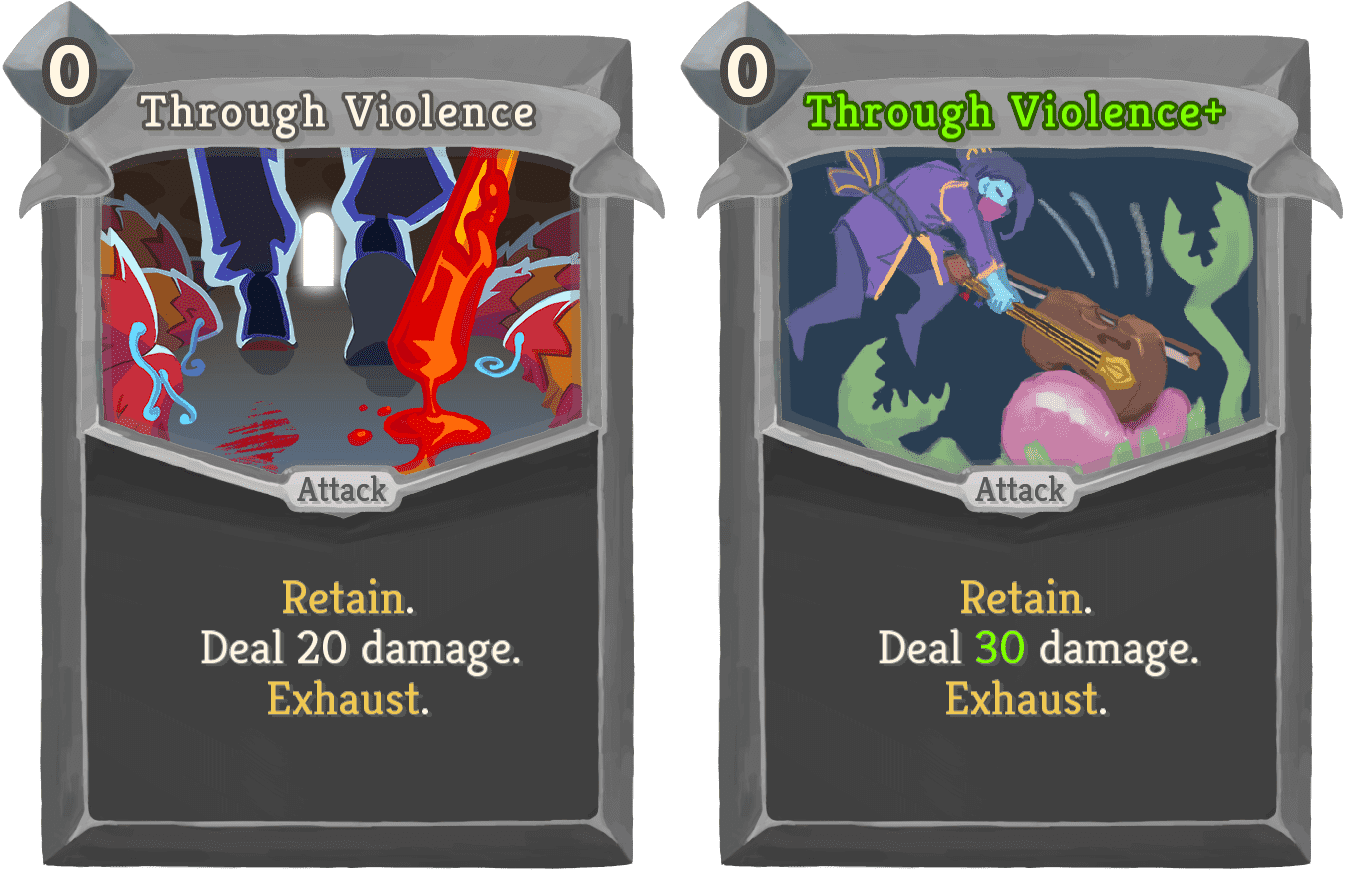 0
Through Violence
Attack
Retain.
Deal 20 damage.
Exhaust.
0
Through Violence+
Attack
Retain.
Deal 30 damage.
Exhaust.